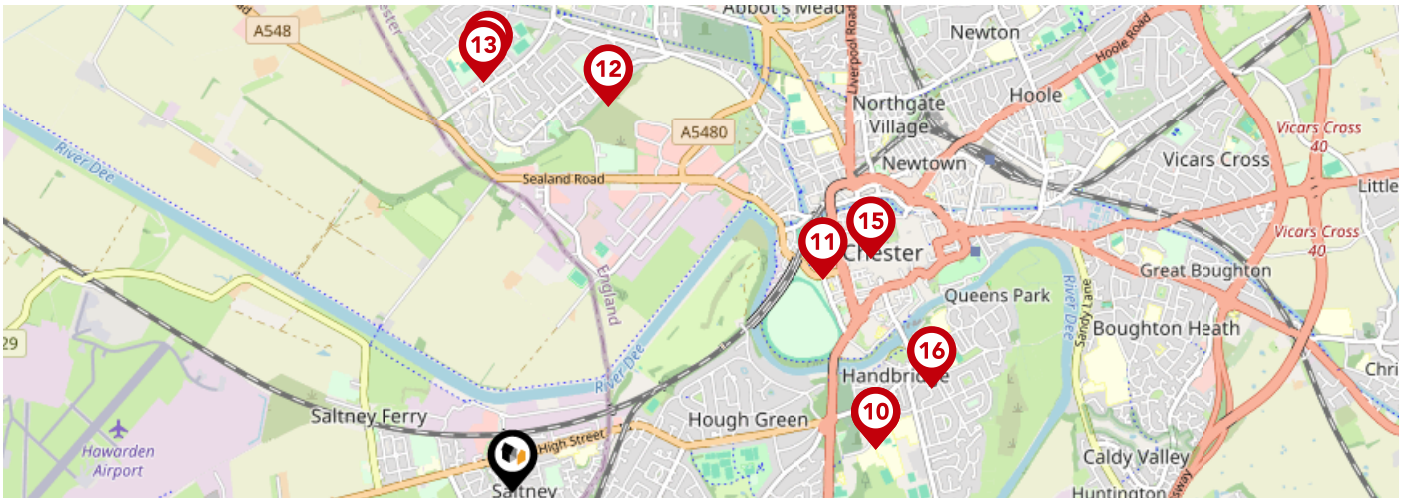 Abbot's Mead
A548
ester
13
12
Newton
Hoole Road
Liverpool Road
Hoole
Northgate
Village
A5480
Vicars Cross
40
River Dee
Newtown
Vicars Cross
Sealand Road
Little
15
11
Chester
Vicars Cross
40
England
Great Boughton
River Dee
Sandy Lane
Queens Park
29
Boughton Heath
16
River Dee
Handbridge
Chri
Saltney Ferry
10
Hough Green
Hawarden
Airport
High Street
Caldy Valley
Saltney
Huntington
sway